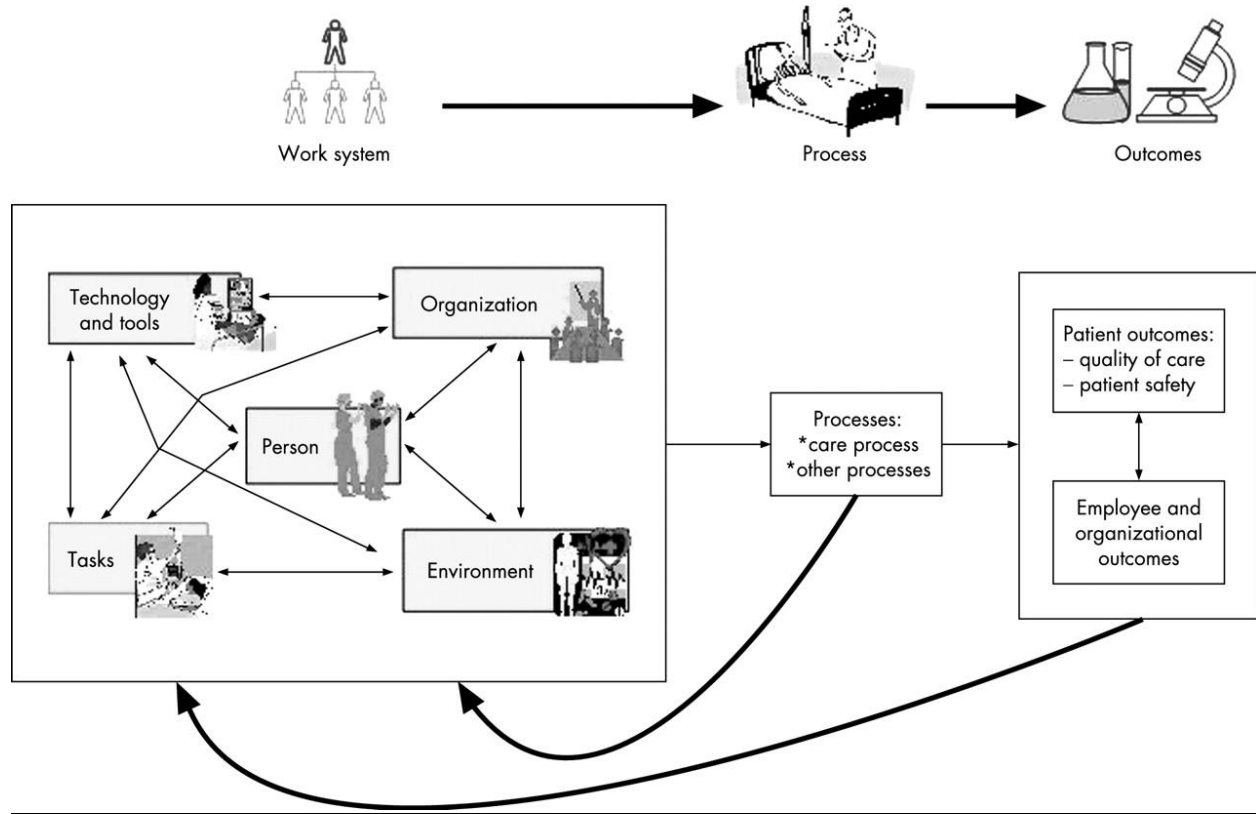 Work system
Process
Outcomes
Technology
and tools
Organization
Person
Tasks
Environment
Processes:
*care process
*other processes
Patient outcomes:
– quality of care
– patient safety
Employee and
organizational
outcomes